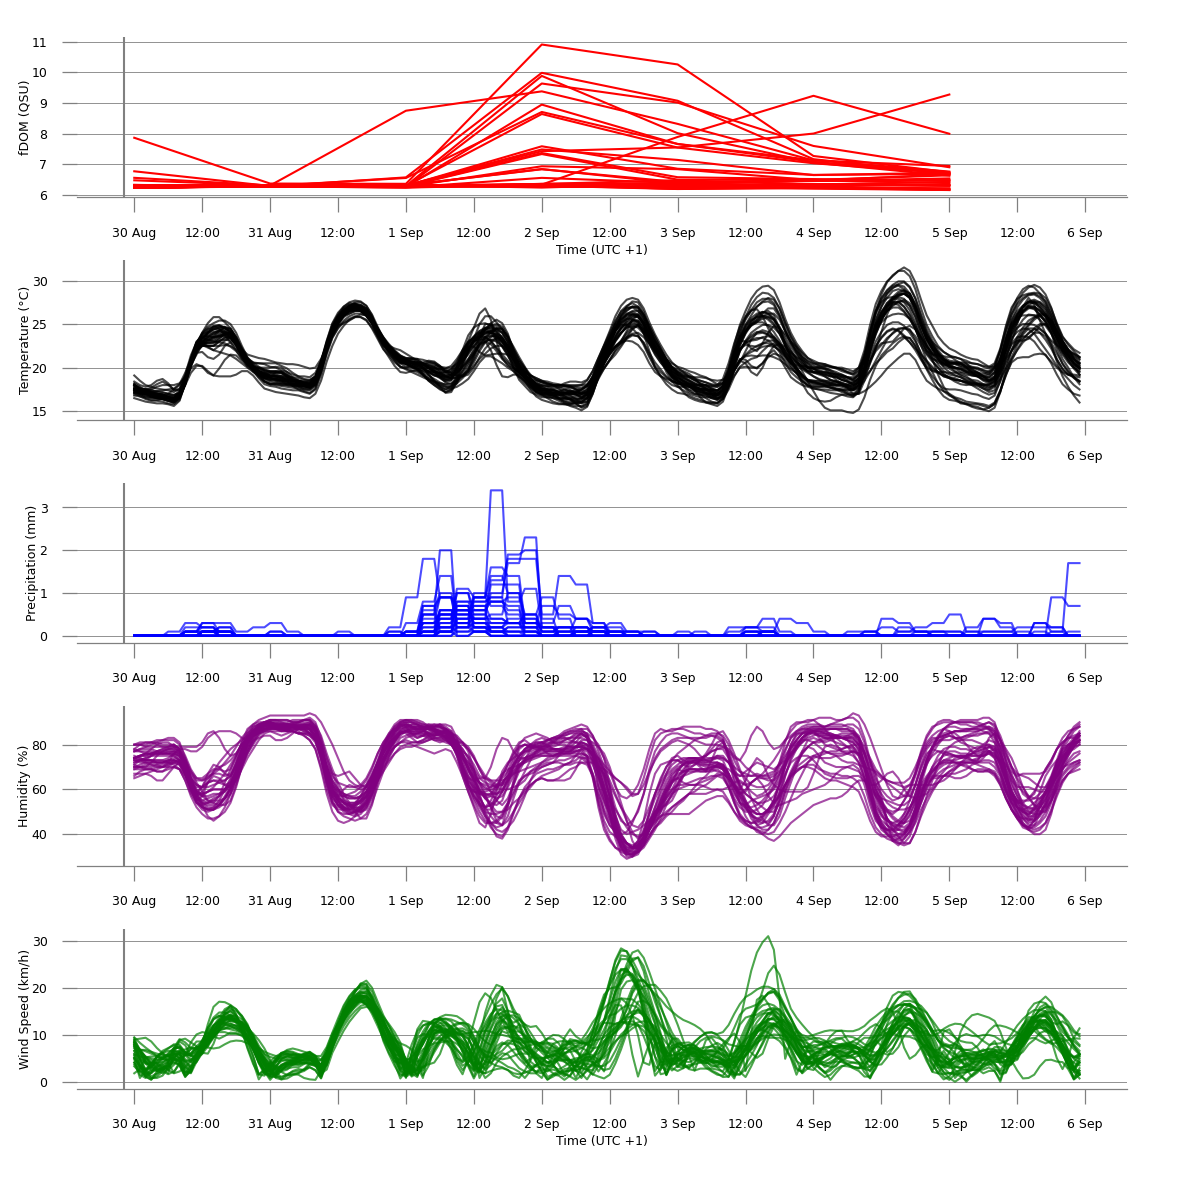 fDOM (QSU)
11
10
9
8
7
6
30 Aug 12:00 31 Aug 12:00 1 Sep 12:00 2 Sep 12:00 3 Sep 12:00 4 Sep 12:00 5 Sep 12:00 6 Sep
Time (UTC +1)
Temperature (°C)
30
25
20
15
30 Aug 12:00 31 Aug 12:00 1 Sep 12:00 2 Sep 12:00 3 Sep 12:00 4 Sep 12:00 5 Sep 12:00 6 Sep
Precipitation (mm)
3
2
1
0
30 Aug 12:00 31 Aug 12:00 1 Sep 12:00 2 Sep 12:00 3 Sep 12:00 4 Sep 12:00 5 Sep 12:00 6 Sep
Humidity (%)
80
60
40
30 Aug 12:00 31 Aug 12:00 1 Sep 12:00 2 Sep 12:00 3 Sep 12:00 4 Sep 12:00 5 Sep 12:00 6 Sep
Wind Speed (km/h)
30
20
10
0
30 Aug 12:00 31 Aug 12:00 1 Sep 12:00 2 Sep 12:00 3 Sep 12:00 4 Sep 12:00 5 Sep 12:00 6 Sep
Time (UTC +1)